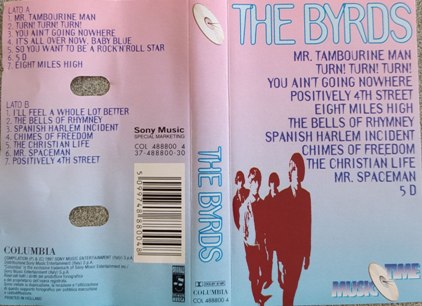 LATO A
1. MR. TAMBOURINE MAN
2. TURN! TURN! TURN!
3. YOU AIN'T GOING NOWHERE
4. IT'S ALL OVER NOW, BABY BLUE
5. SO YOU WANT TO BE A ROCK'N'ROLL STAR
6. 5 D
7. EIGHT MILES HIGH
LATO B
1. I'LL FEEL A WHOLE LOT BETTER
2. THE BELLS OF RHYMNEY
3. SPANISH HARLEM INCIDENT
4. CHIMES OF FREEDOM
5. THE CHRISTIAN LIFE
6. MR. SPACEMAN
7. POSITIVELY 4TH STREET
Sony Music
SPECIAL MARKETING
COL 488800 4
37-488800-30
5099748880048
COLUMBIA
PRINTED IN HOLLAND
THE BYRDS
COLUMBIA
COL 488800 4
THE BYRDS
MR. TAMBOURINE MAN
TURN! TURN! TURN!
YOU AIN'T GOING NOWHERE
POSITIVELY 4TH STREET
EIGHT MILES HIGH
THE BELLS OF RHYMNEY
SPANISH HARLEM INCIDENT
CHIMES OF FREEDOM
THE CHRISTIAN LIFE
MR. SPACEMAN
5 D
MUSIC